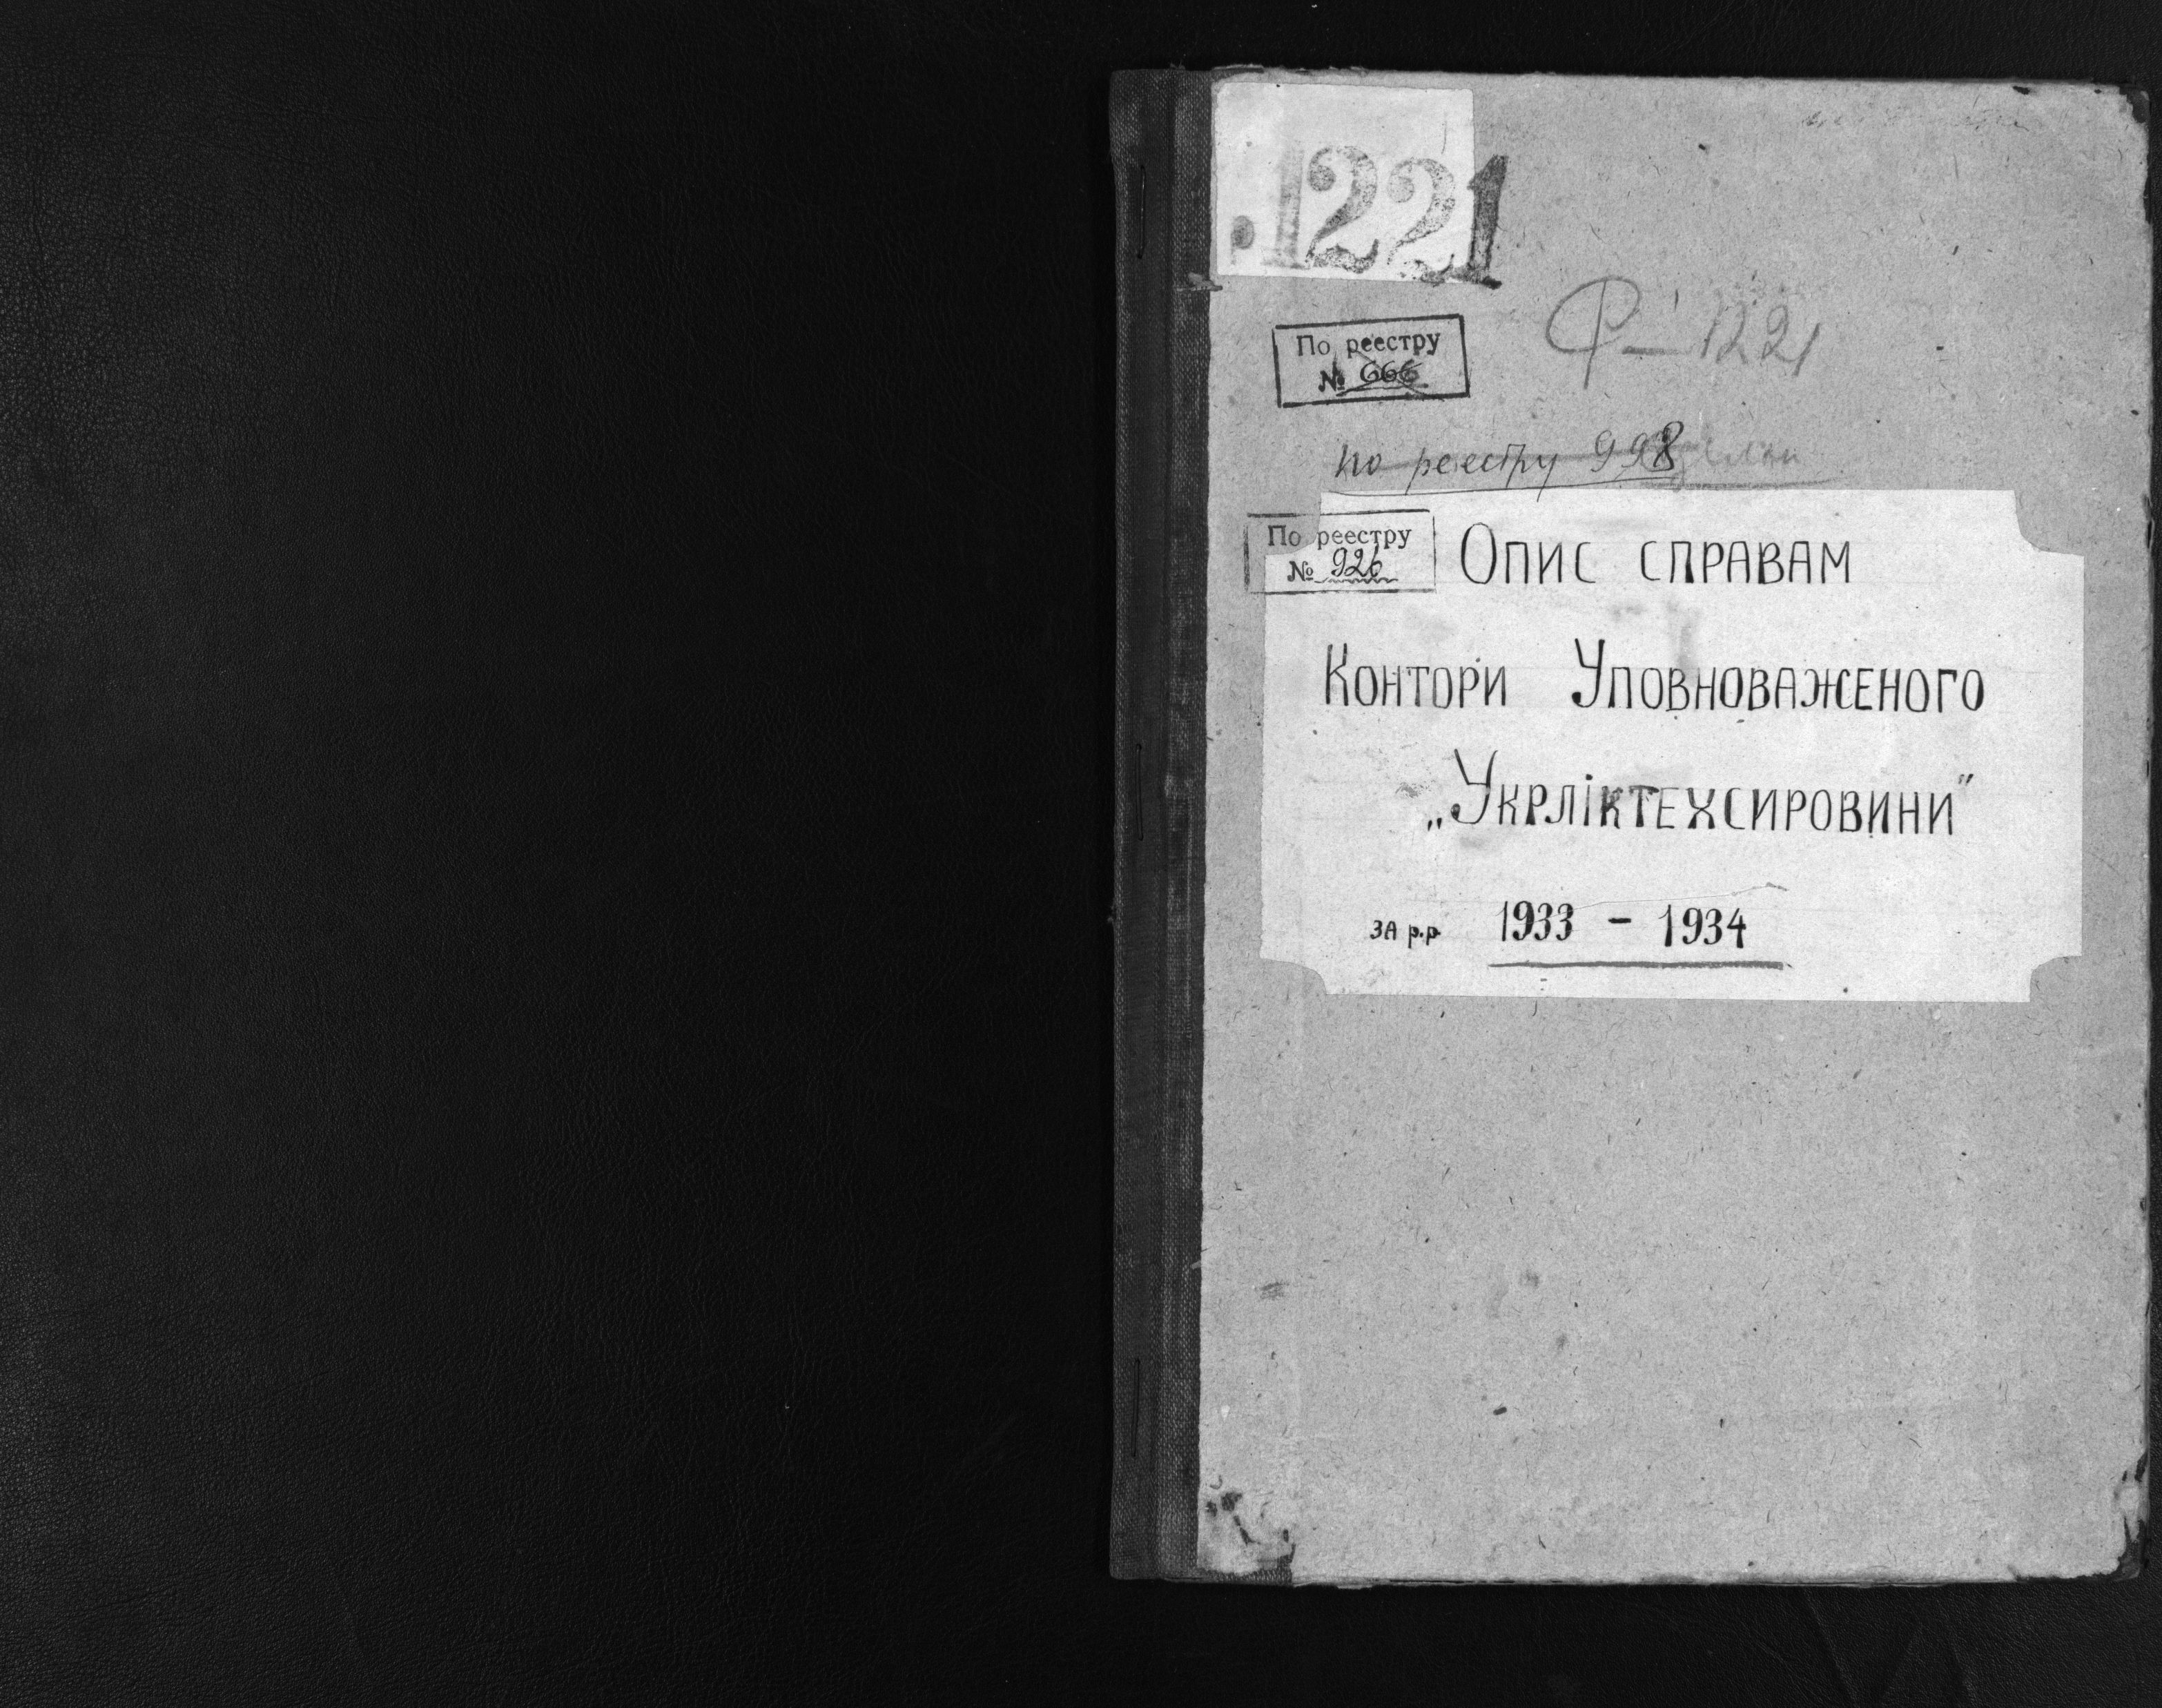 .1221
Ф-1221
По реестру
№ 666
по реестру 998
По реестру
№ 926
Опис справам
Контори Уповноваженого
„Укрліктехсировини"
за р.р. 1933 - 1934